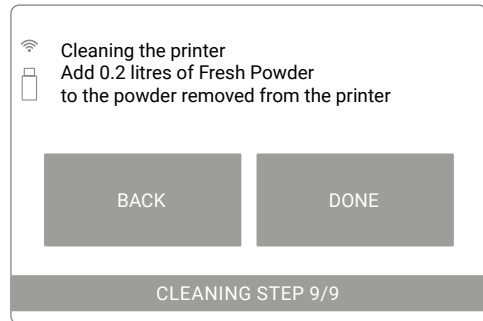 Cleaning the printer
Add 0.2 litres of Fresh Powder
to the powder removed from the printer
BACK
DONE
CLEANING STEP 9/9